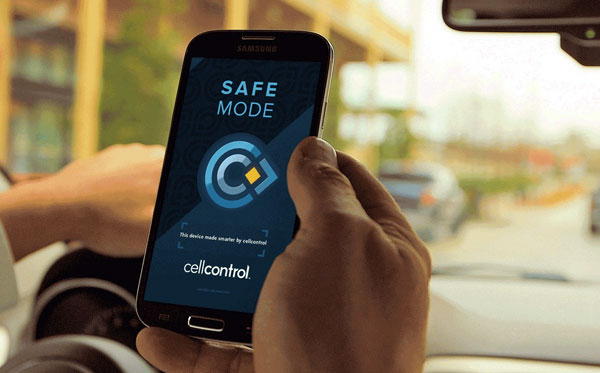 SAMSUNG
SAFE
MODE
This device made smarter by cellcontrol
cellcontrol.